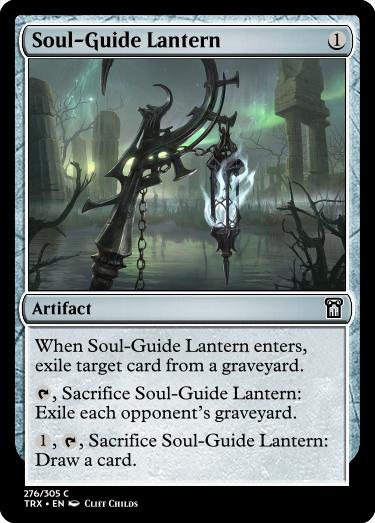 Soul-Guide Lantern 1
Artifact
When Soul-Guide Lantern enters,
exile target card from a graveyard.
, Sacrifice Soul-Guide Lantern:
Exile each opponent's graveyard.
1, , Sacrifice Soul-Guide Lantern:
Draw a card.
276/305 C
TRX • EN Cliff Childs